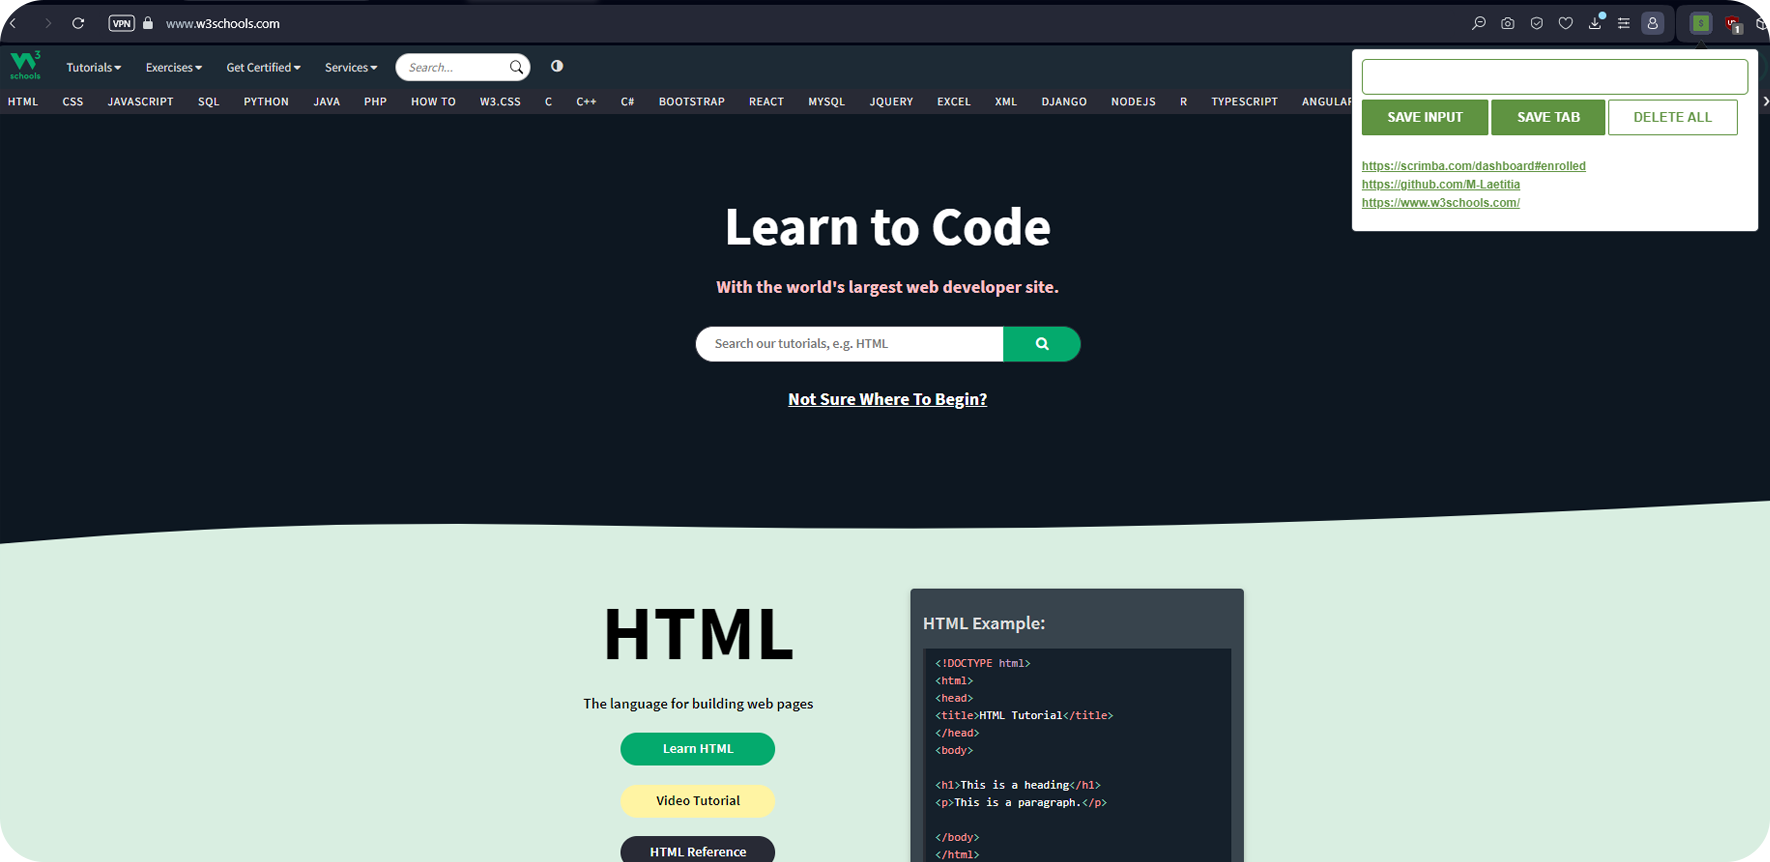 VPN www.w3schools.com
1
W3 schools Tutorials Exercises Get Certified Services Search...
HTML CSS JAVASCRIPT SQL PYTHON JAVA PHP HOW TO W3.CSS C C++ C# BOOTSTRAP REACT MYSQL JQUERY EXCEL XML DJANGO NODEJS R TYPESCRIPT ANGULAR
SAVE INPUT SAVE TAB DELETE ALL
https://scrimba.com/dashboard#enrolled
https://github.com/M-Laetitia
https://www.w3schools.com/
Learn to Code
With the world's largest web developer site.
Search our tutorials, e.g. HTML
Not Sure Where To Begin?
HTML
The language for building web pages
Learn HTML
Video Tutorial
HTML Reference
HTML Example:
<!DOCTYPE html>
<html>
<head>
<title>HTML Tutorial</title>
</head>
<body>
<h1>This is a heading</h1>
<p>This is a paragraph.</p>
</body>
</html>